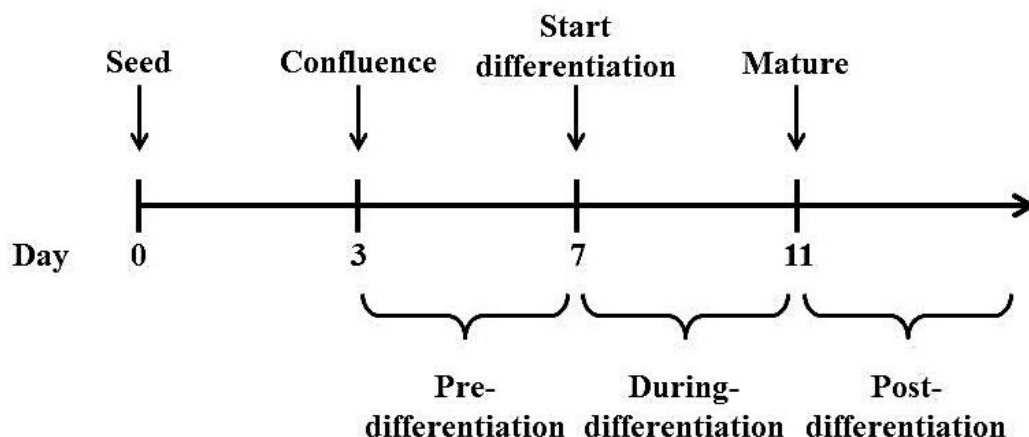 Seed
Confluence
Start
differentiation
Mature
Day
0
3
7
11
Pre-
differentiation
During-
differentiation
Post-
differentiation